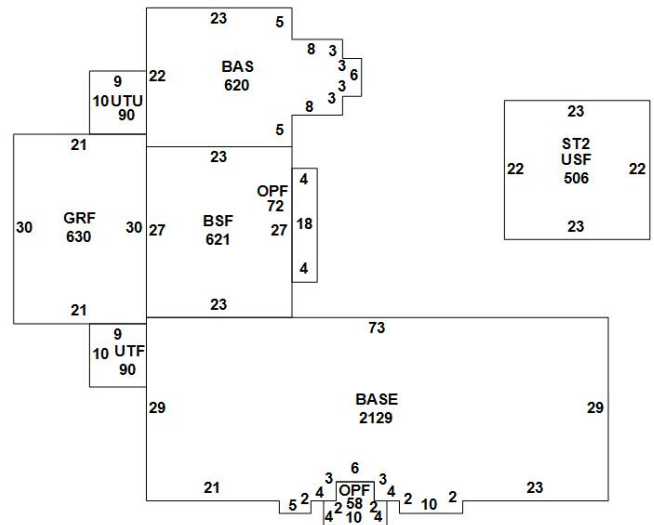 23 5
8 3
9 22 BAS 3 6
10 UTU 620 3
90 8 3
5
21 23
4
OPF
72
30 GRF 30 27 BSF 27 18
630 621
4
21 23
9
10 UTF
90
73
29 BASE 29
2129
6
3 3
21 5 2 4 2 OPF 2 4 2 10 2 23
58
4 10 4
23
ST2
22 USF 22
506
23